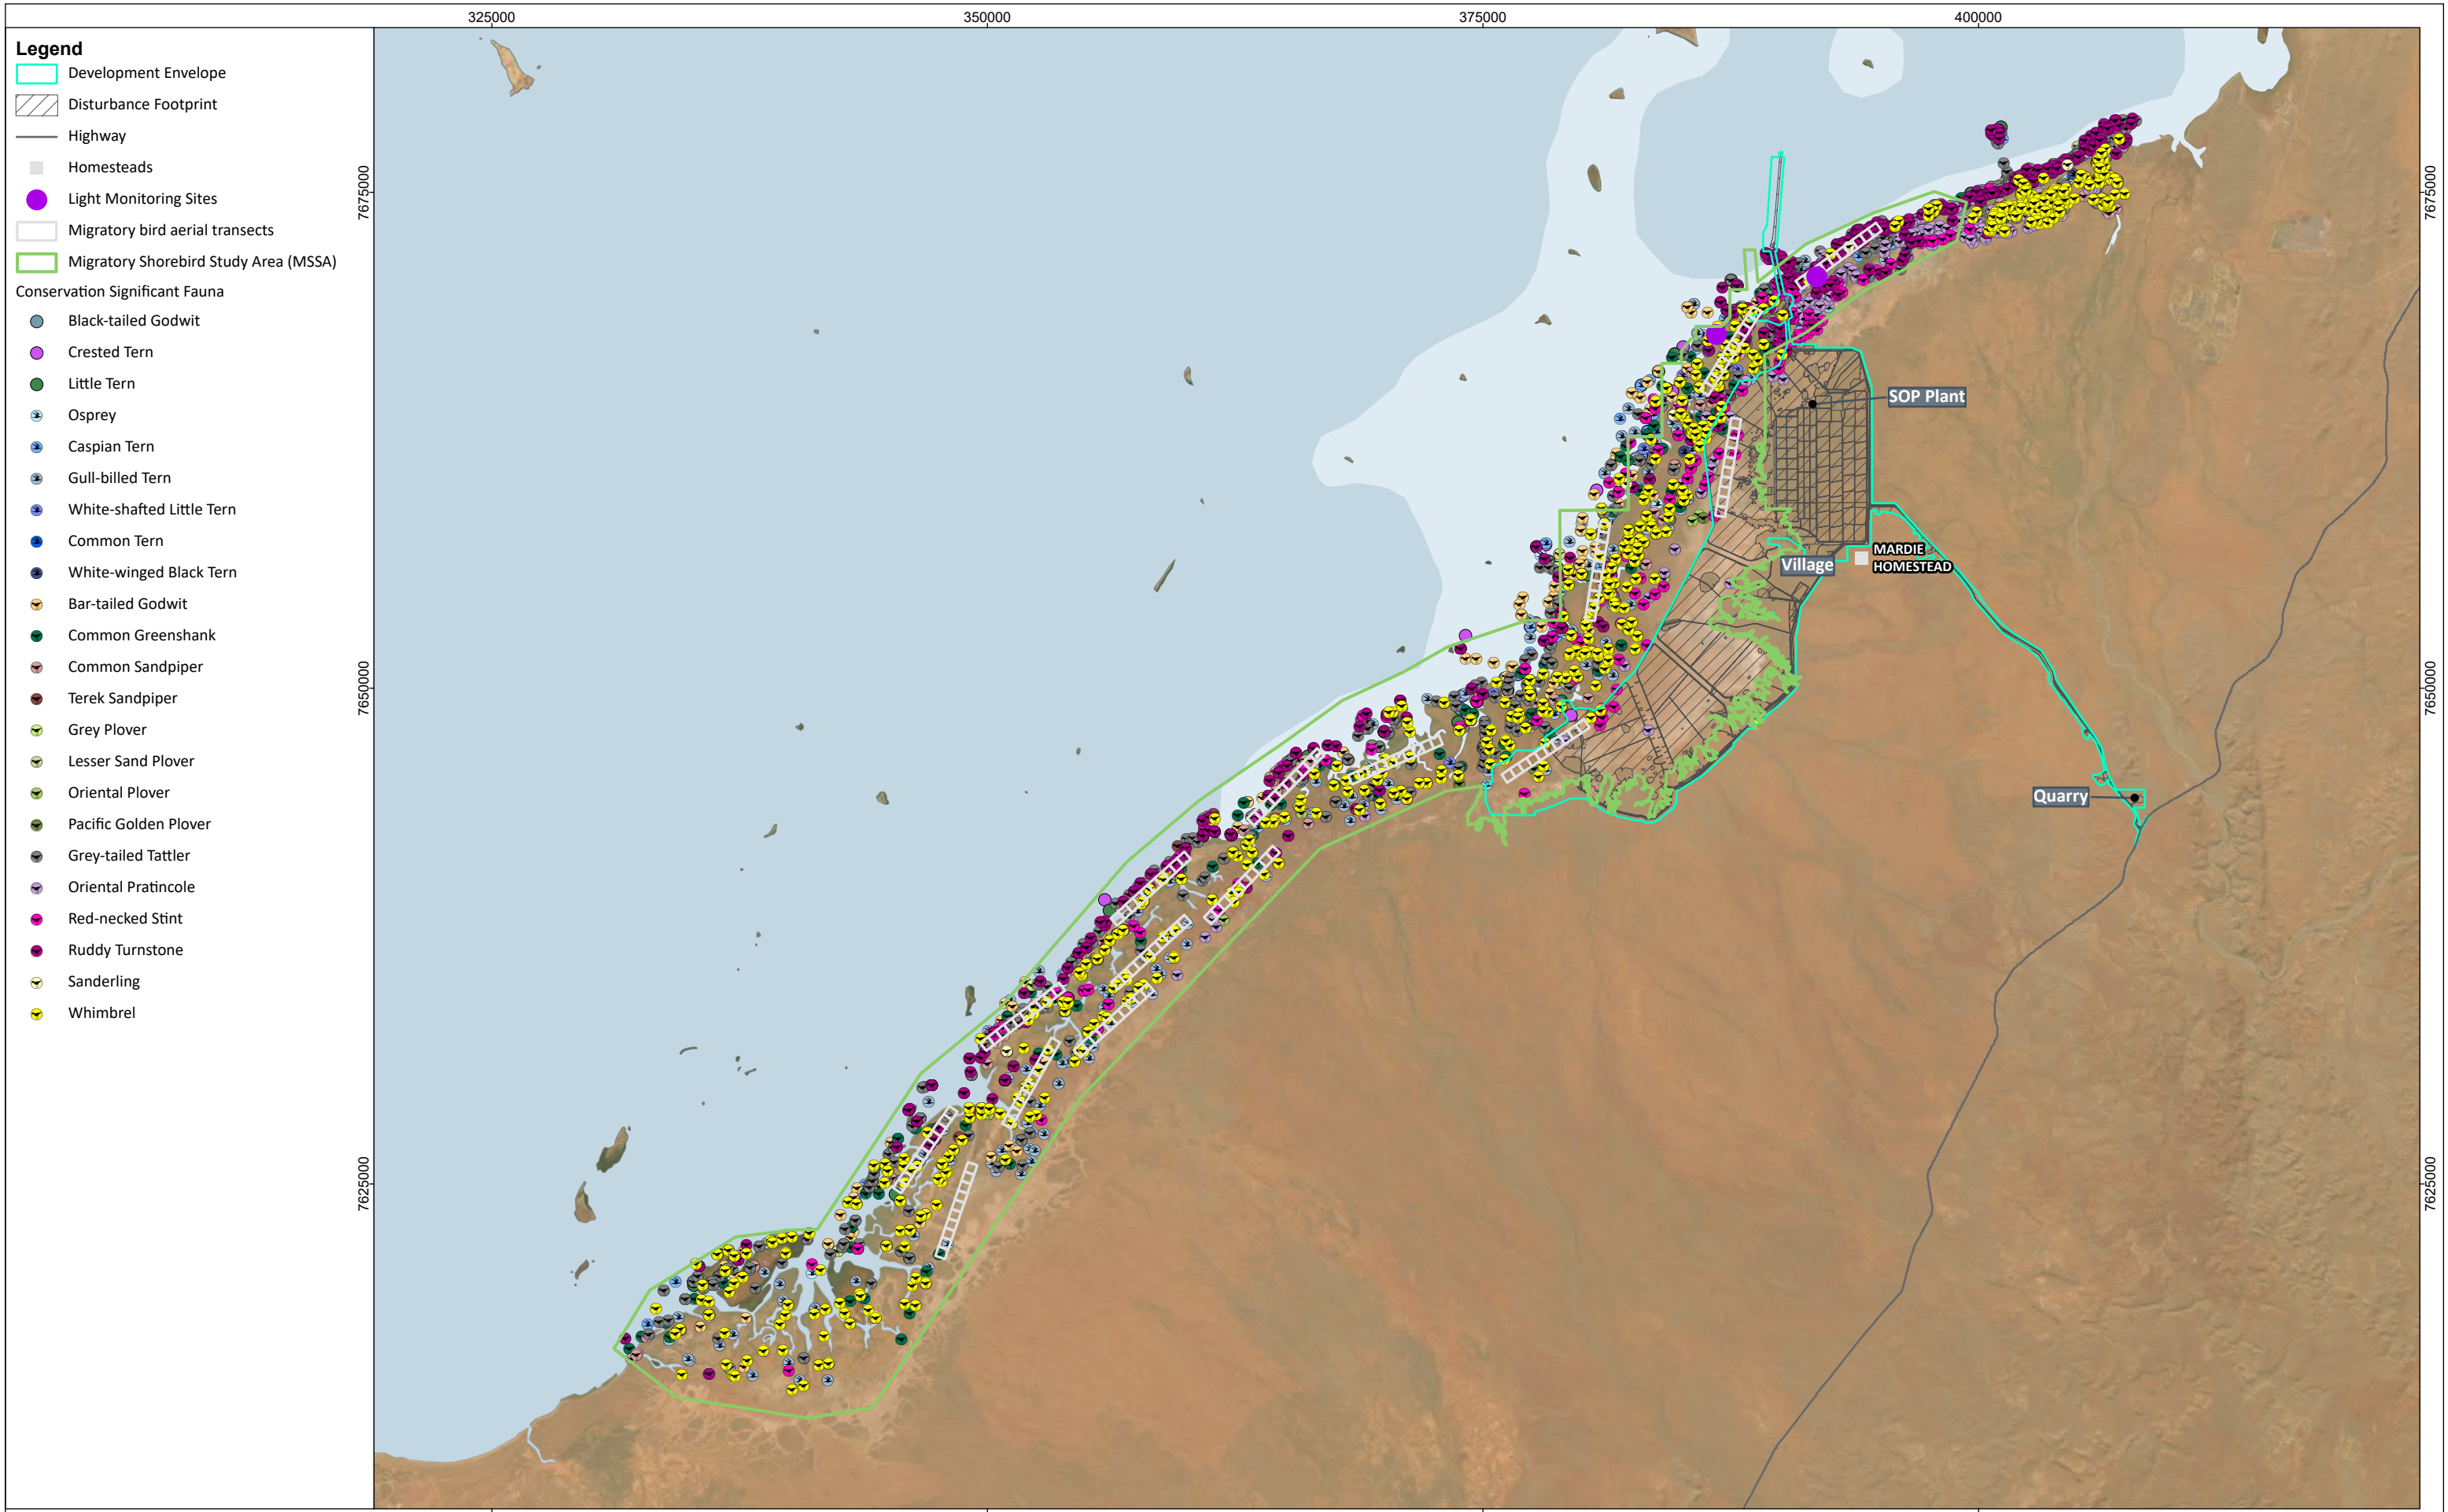 325000
350000
375000
400000
Legend
Development Envelope
Disturbance Footprint
Highway
Homesteads
Light Monitoring Sites
Migratory bird aerial transects
Migratory Shorebird Study Area (MSSA)
Conservation Significant Fauna
Black-tailed Godwit
Crested Tern
Little Tern
Osprey
Caspian Tern
Gull-billed Tern
White-shafted Little Tern
Common Tern
White-winged Black Tern
Bar-tailed Godwit
Common Greenshank
Common Sandpiper
Terek Sandpiper
Grey Plover
Lesser Sand Plover
Oriental Plover
Pacific Golden Plover
Grey-tailed Tattler
Oriental Pratincole
Red-necked Stint
Ruddy Turnstone
Sanderling
Whimbrel
7675000
7650000
7625000
SOP Plant
Village
MARDIE
HOMESTEAD
Quarry
7675000
7650000
7625000